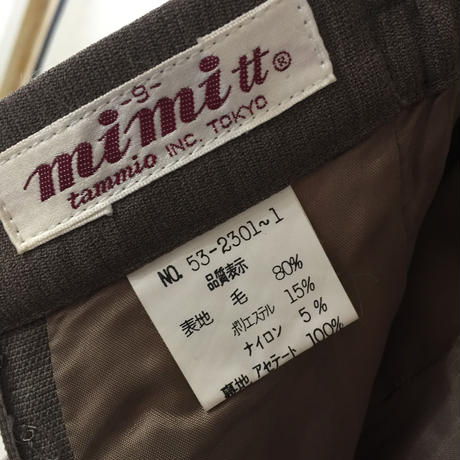 -9-
mimi tt®
tammio INC. TOKYO
NO. 53-2301~1
品質表示
表地 毛 80%
ポリエステル 15%
ナイロン 5%
裏地 アセテート 100%